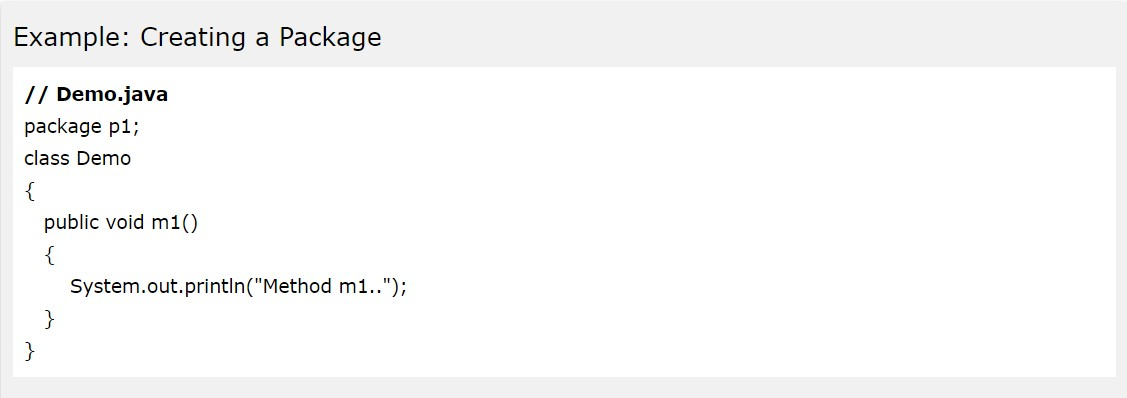 Example: Creating a Package
// Demo.java
package p1;
class Demo
{
public void m1()
{
System.out.println("Method m1..");
}
}